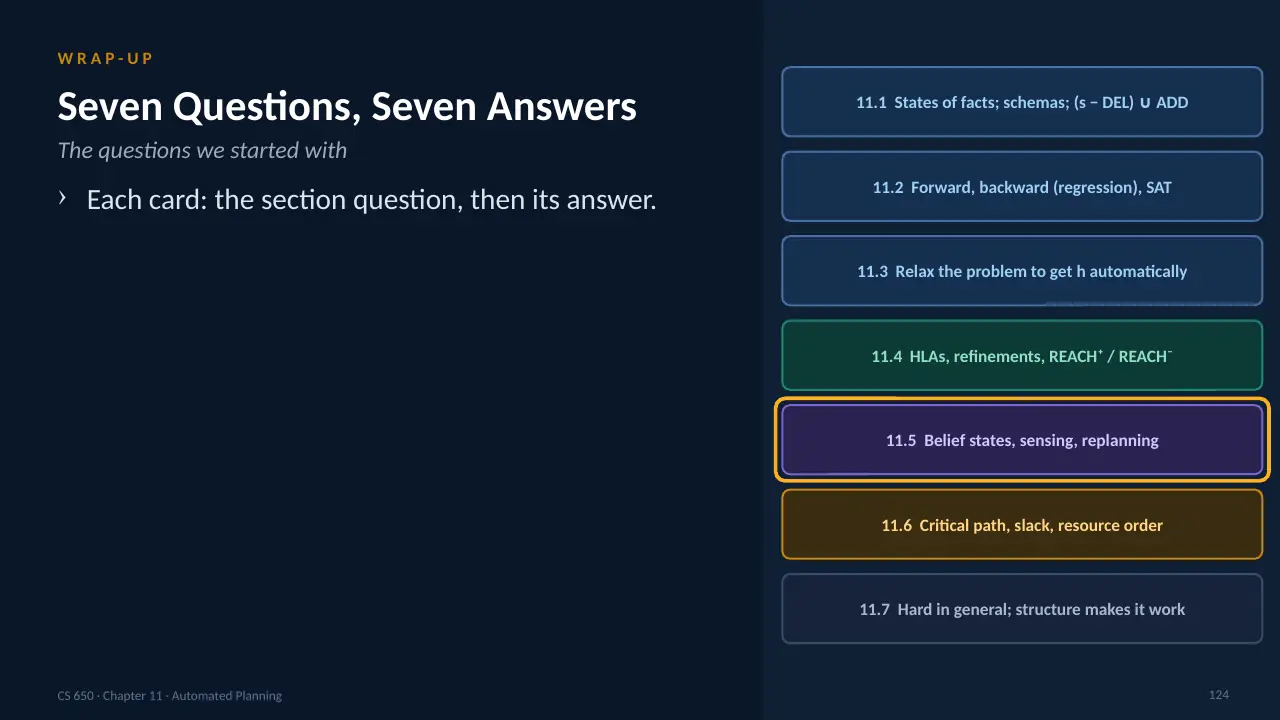 WRAP-UP
Seven Questions, Seven Answers
The questions we started with
› Each card: the section question, then its answer.
11.1 States of facts; schemas; (s − DEL) ∪ ADD
11.2 Forward, backward (regression), SAT
11.3 Relax the problem to get h automatically
11.4 HLAs, refinements, REACH⁺ / REACH⁻
11.5 Belief states, sensing, replanning
11.6 Critical path, slack, resource order
11.7 Hard in general; structure makes it work
CS 650 · Chapter 11 · Automated Planning
124